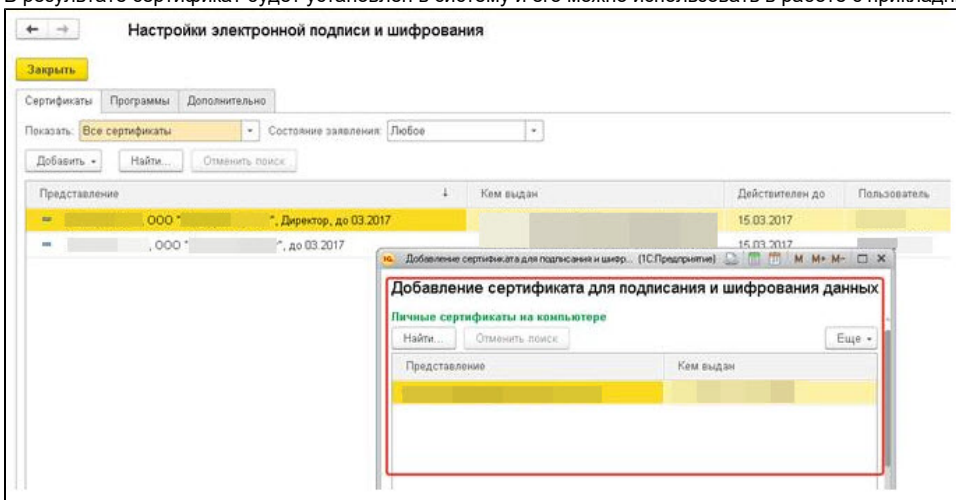 В результате сертификат будет установлен в систему и его можно использовать в работе с прикладн
Настройки электронной подписи и шифрования
Закрыть
Сертификаты Программы Дополнительно
Показать: Все сертификаты Состояние заявления: Любое
Добавить Найти... Отменить поиск
Представление ↓ Кем выдан Действителен до Пользователь
, ООО " ", Директор, до 03.2017 15.03.2017
, ООО " ", до 03.2017 15.03.2017
Добавление сертификата для подписания и шифр... (1С:Предприятие) M M+ M-
Добавление сертификата для подписания и шифрования данных
Личные сертификаты на компьютере
Найти... Отменить поиск Еще
Представление Кем выдан